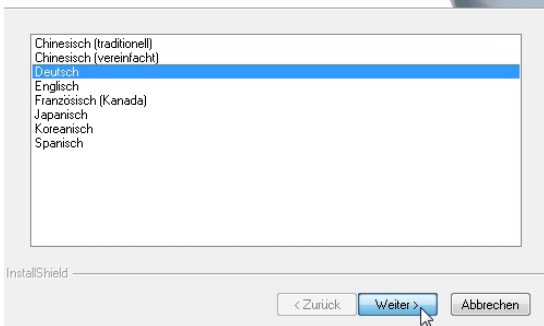 Chinesisch (traditionell)
Chinesisch (vereinfacht)
Deutsch
Englisch
Französisch (Kanada)
Japanisch
Koreanisch
Spanisch
InstallShield
< Zurück Weiter > Abbrechen